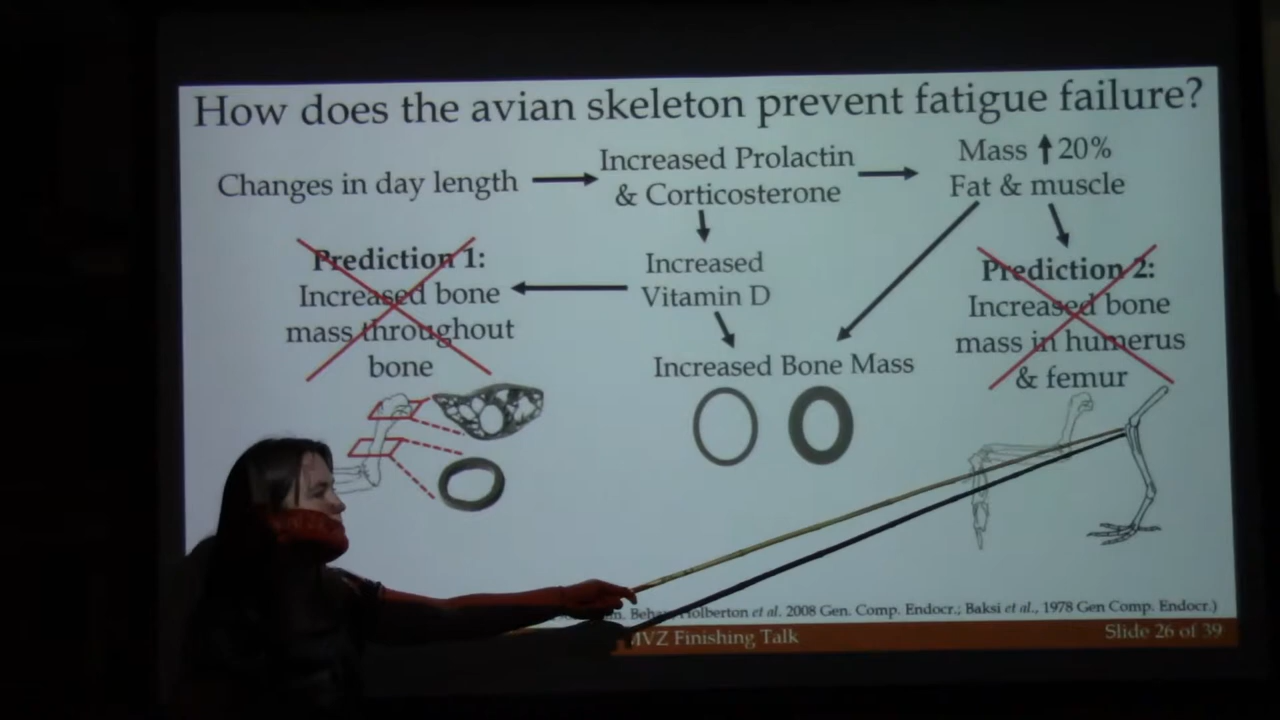 How does the avian skeleton prevent fatigue failure?
Changes in day length
Increased Prolactin
& Corticosterone
Mass ↑ 20%
Fat & muscle
Prediction 1:
Increased bone
mass throughout
bone
Increased
Vitamin D
Increased Bone Mass
Prediction 2:
Increased bone
mass in humerus
& femur
Holberton et al. 2008 Gen. Comp. Endocr.; Baksi et al., 1978 Gen Comp. Endocr.)
MVZ Finishing Talk
Slide 26 of 39